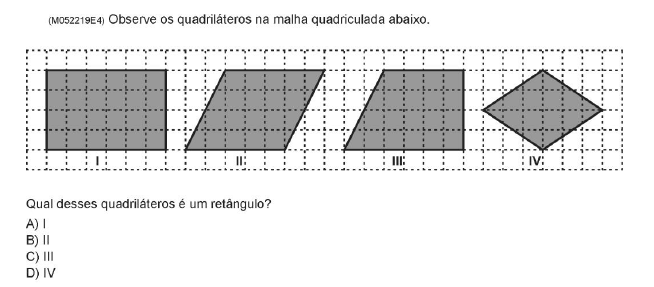 (M052219E4) Observe os quadriláteros na malha quadriculada abaixo.
I II III IV
Qual desses quadriláteros é um retângulo?
A) I
B) II
C) III
D) IV